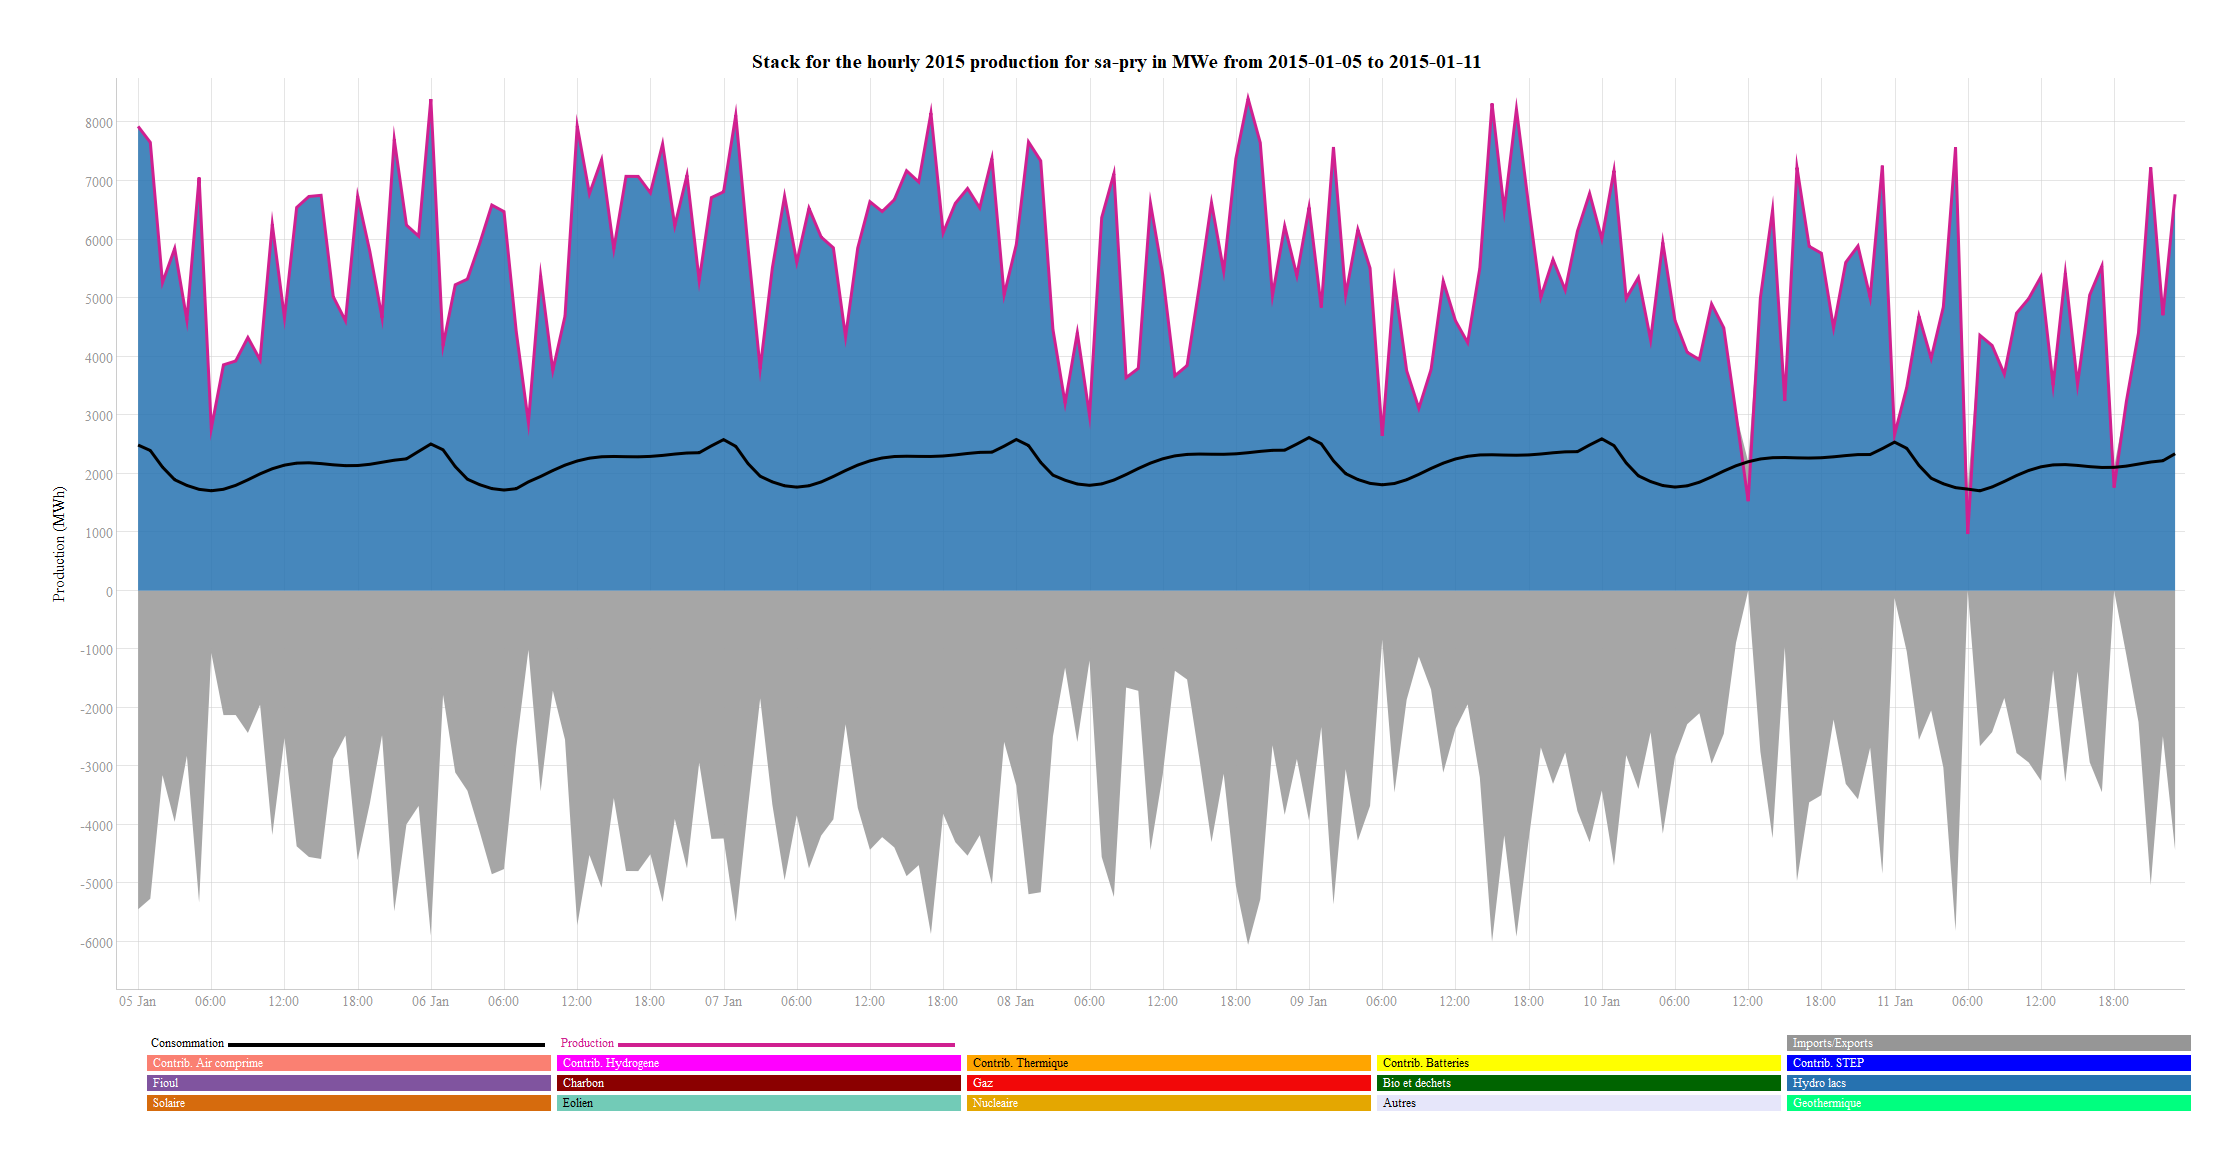 Stack for the hourly 2015 production for sa-pry in MWe from 2015-01-05 to 2015-01-11
8000
7000
6000
5000
4000
3000
2000
1000
0
-1000
-2000
-3000
-4000
-5000
-6000
Production (MWh)
05 Jan 06:00 12:00 18:00 06 Jan 06:00 12:00 18:00 07 Jan 06:00 12:00 18:00 08 Jan 06:00 12:00 18:00 09 Jan 06:00 12:00 18:00 10 Jan 06:00 12:00 18:00 11 Jan 06:00 12:00 18:00
Consommation Production Imports/Exports
Contrib. Air comprime Contrib. Hydrogene Contrib. Thermique Contrib. Batteries Contrib. STEP
Fioul Charbon Gaz Bio et dechets Hydro lacs
Solaire Eolien Nucleaire Autres Geothermique